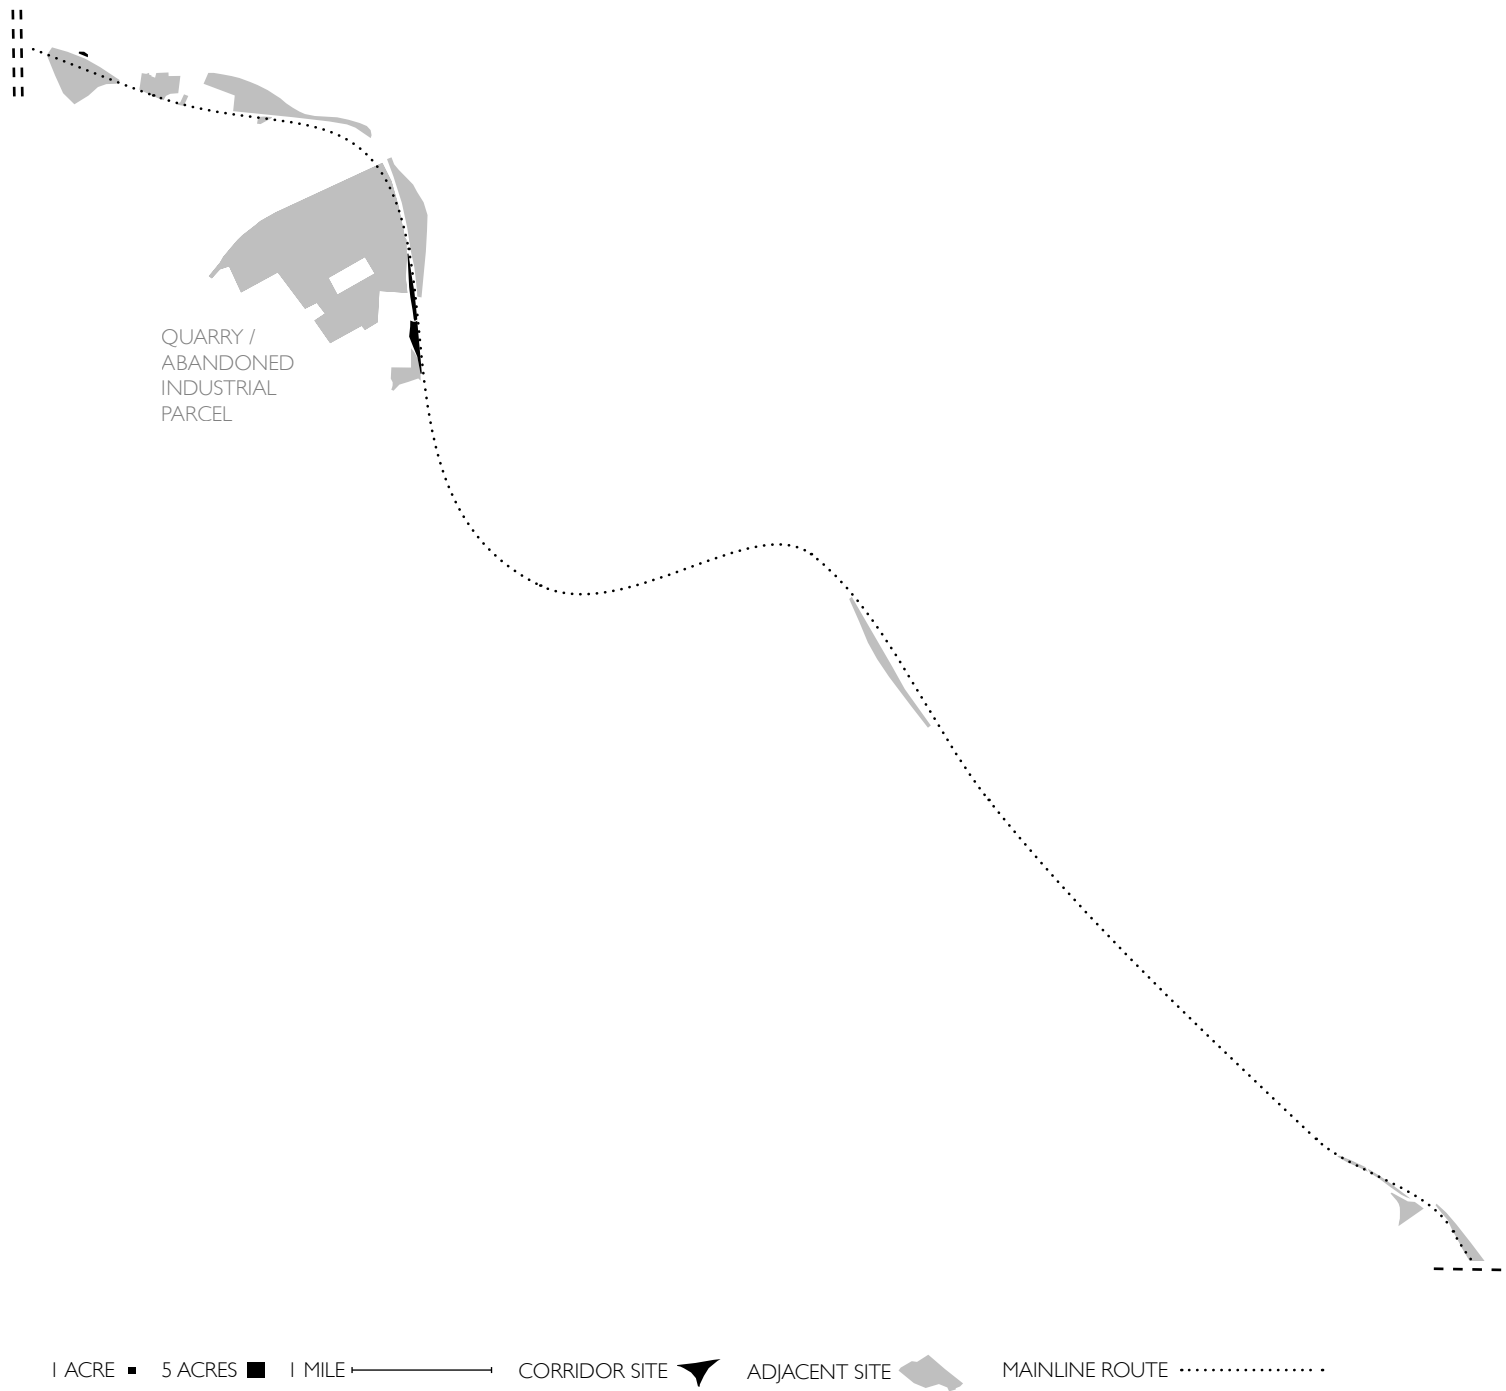 QUARRY /
ABANDONED
INDUSTRIAL
PARCEL
1 ACRE 5 ACRES 1 MILE CORRIDOR SITE ADJACENT SITE MAINLINE ROUTE